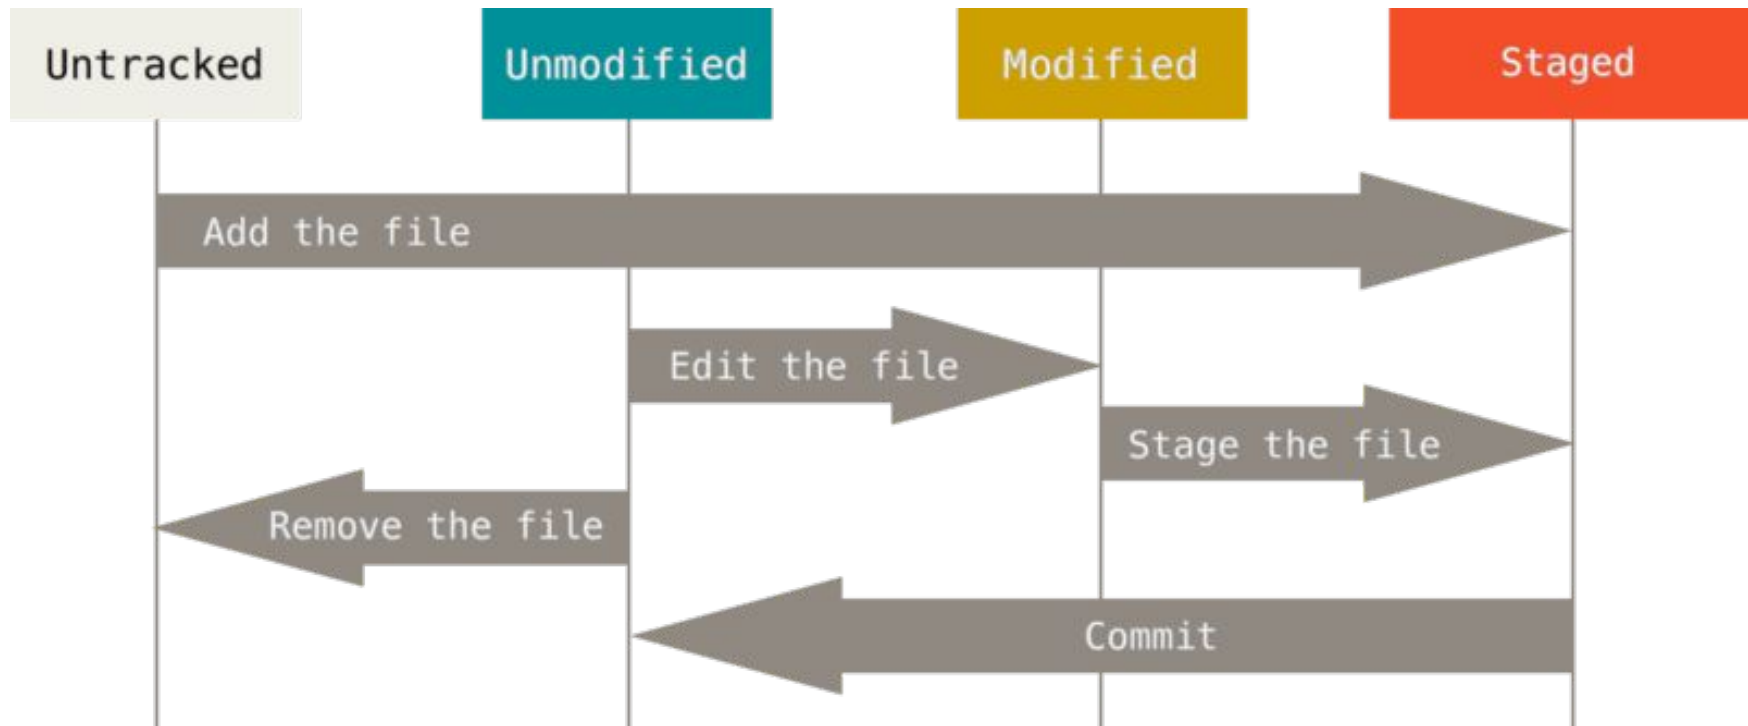 Untracked
Unmodified
Modified
Staged
Add the file
Edit the file
Stage the file
Remove the file
Commit